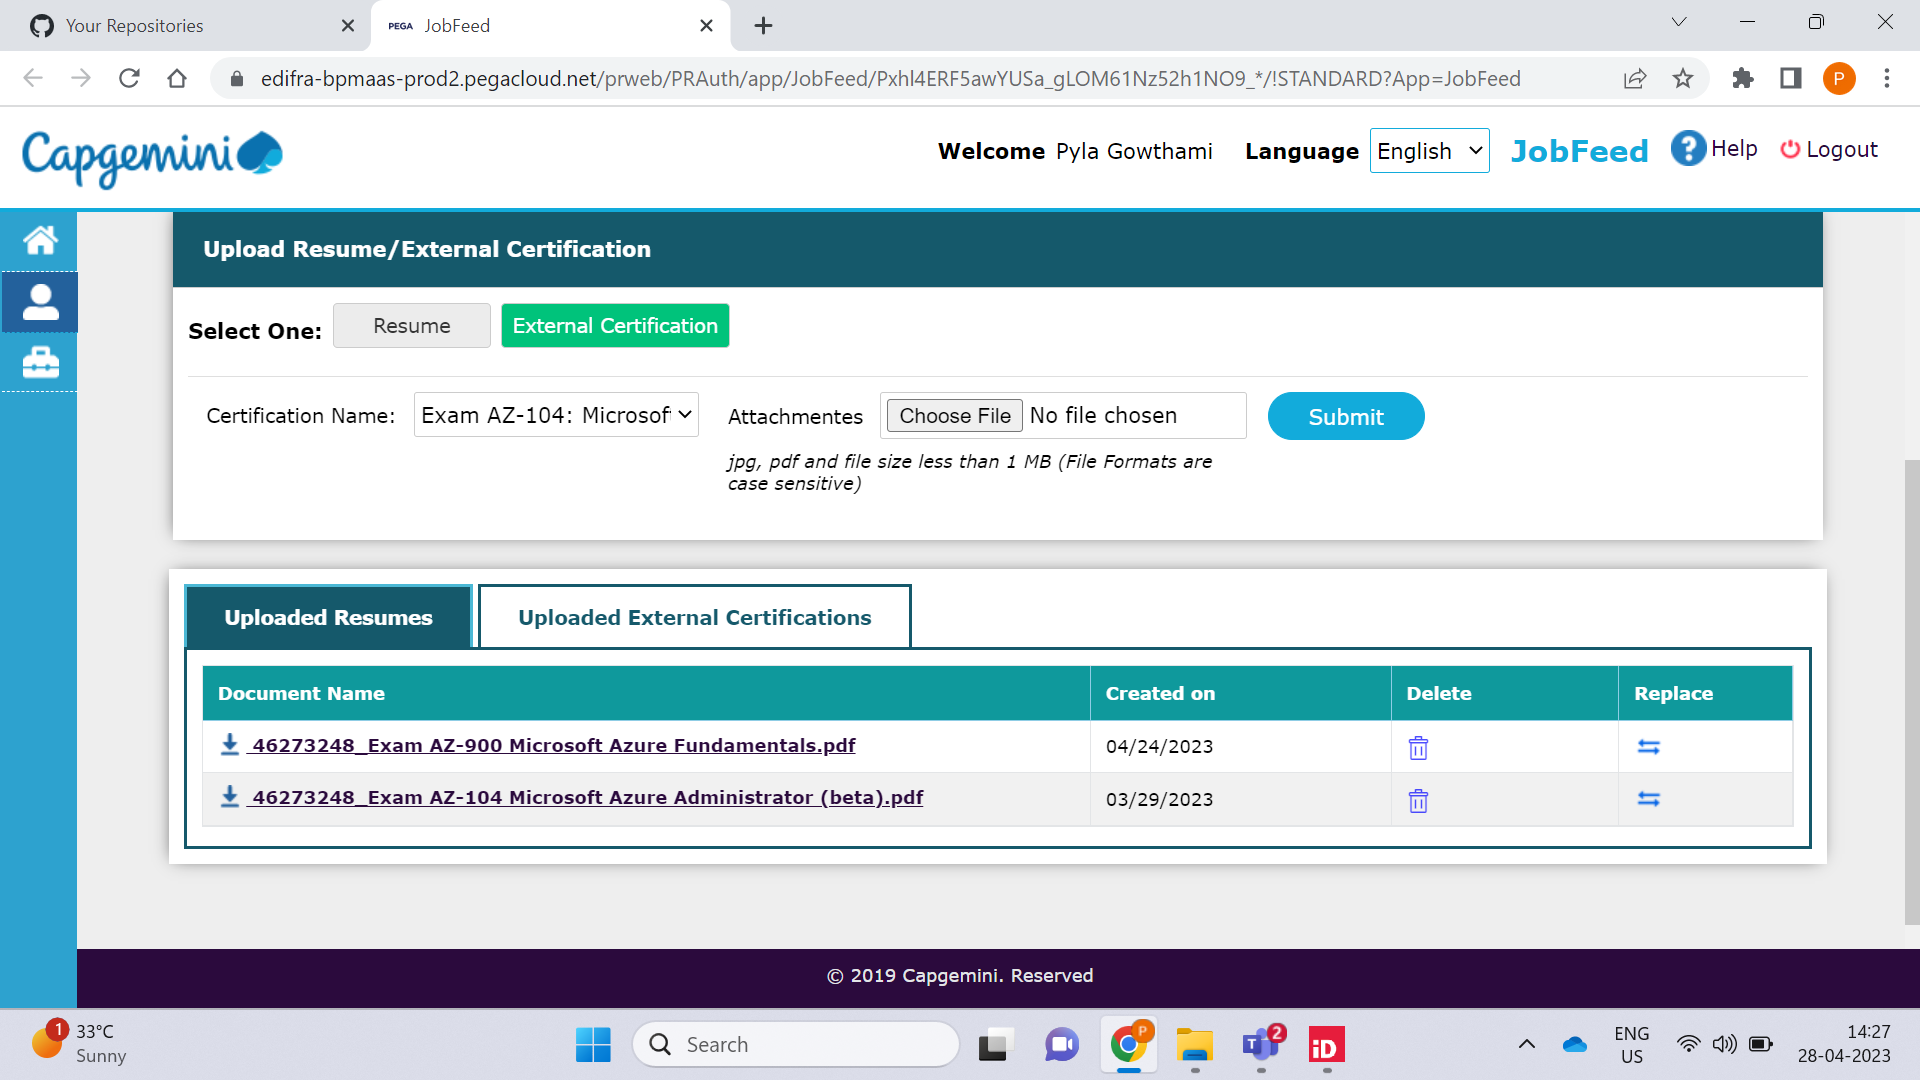 Your Repositories
PEGA JobFeed
edifra-bpmaas-prod2.pegacloud.net/prweb/PRAuth/app/JobFeed/Pxhl4ERF5awYUSa_gLOM61Nz52h1NO9_*/!STANDARD?App=JobFeed
P
Capgemini
Welcome Pyla Gowthami Language English JobFeed ? Help Logout
Upload Resume/External Certification
Select One: Resume External Certification
Certification Name: Exam AZ-104: Microsof Attachmentes Choose File No file chosen Submit
jpg, pdf and file size less than 1 MB (File Formats are
case sensitive)
Uploaded Resumes Uploaded External Certifications
Document Name Created on Delete Replace
46273248_Exam AZ-900 Microsoft Azure Fundamentals.pdf 04/24/2023
46273248_Exam AZ-104 Microsoft Azure Administrator (beta).pdf 03/29/2023
© 2019 Capgemini. Reserved
1 33°C
Sunny
Search
P
T 2
iD
ENG
US
14:27
28-04-2023